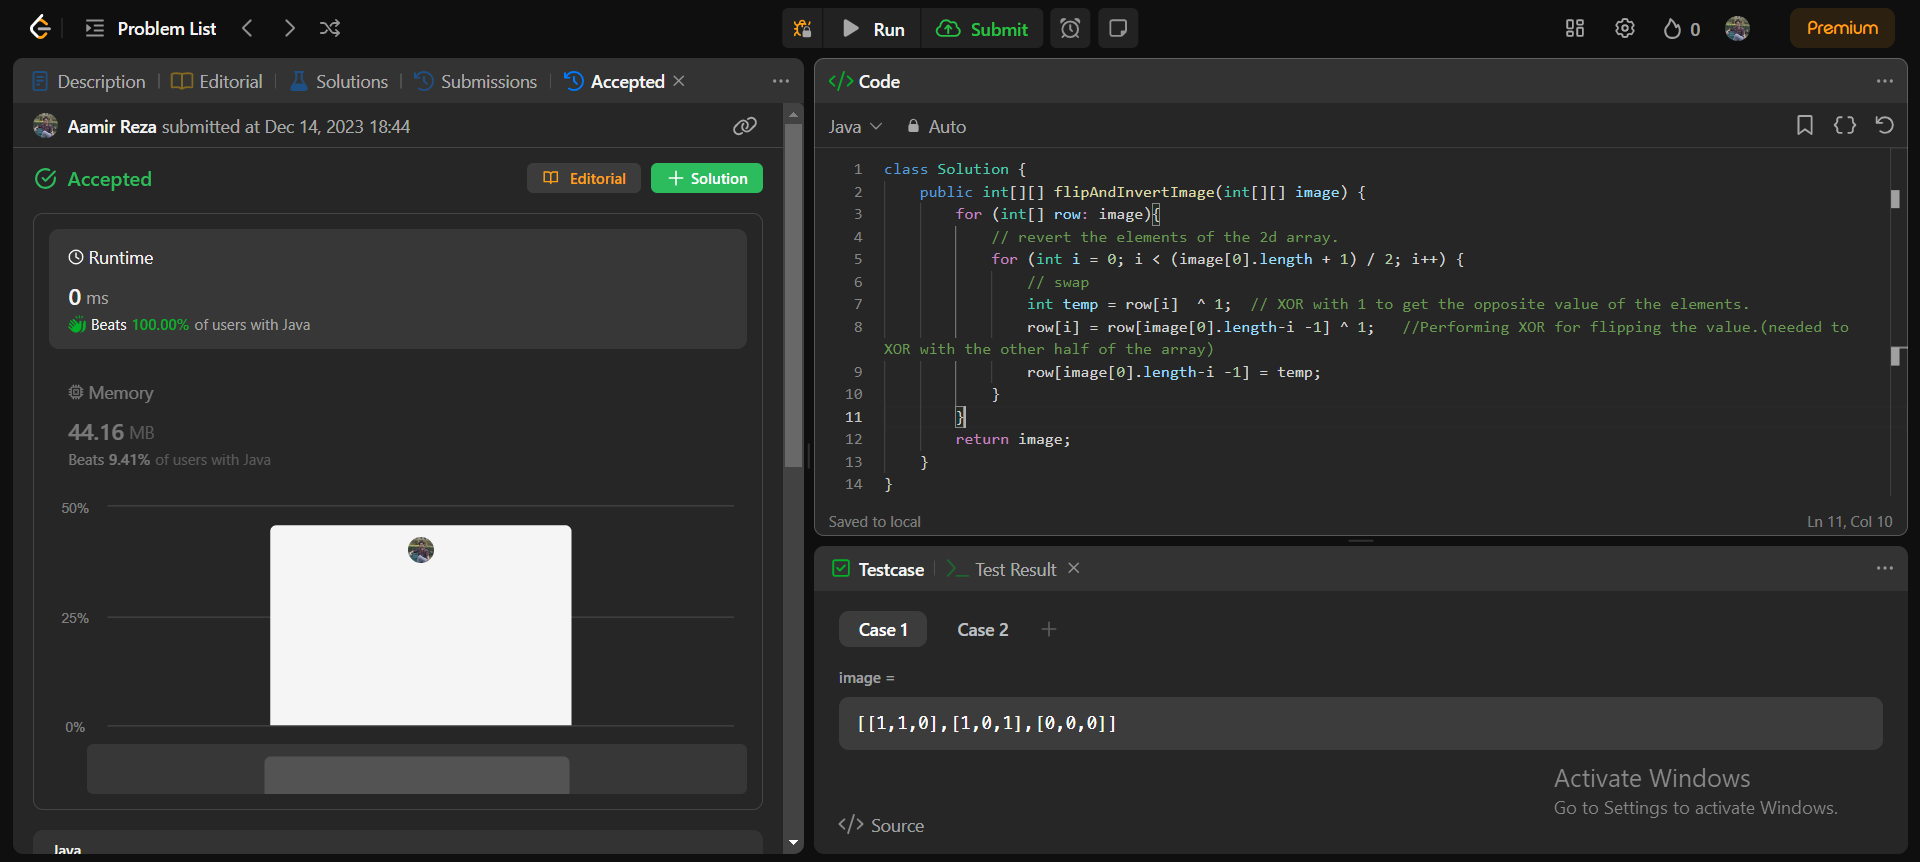 Problem List
Run
Submit
0
Premium
Description
Editorial
Solutions
Submissions
Accepted
Aamir Reza submitted at Dec 14, 2023 18:44
Accepted
Editorial
Solution
Runtime
0 ms
Beats 100.00% of users with Java
Memory
44.16 MB
Beats 9.41% of users with Java
50%
25%
0%
Java
</> Code
Java
Auto
1 class Solution {
2 public int[][] flipAndInvertImage(int[][] image) {
3 for (int[] row: image){
4 // revert the elements of the 2d array.
5 for (int i = 0; i < (image[0].length + 1) / 2; i++) {
6 // swap
7 int temp = row[i]  ^ 1;  // XOR with 1 to get the opposite value of the elements.
8 row[i] = row[image[0].length-i -1] ^ 1;   //Performing XOR for flipping the value.(needed to
XOR with the other half of the array)
9 row[image[0].length-i -1] = temp;
10 }
11 }
12 return image;
13 }
14 }
Saved to local
Ln 11, Col 10
Testcase
Test Result
Case 1
Case 2
image =
[[1,1,0],[1,0,1],[0,0,0]]
Activate Windows
Go to Settings to activate Windows.
</> Source